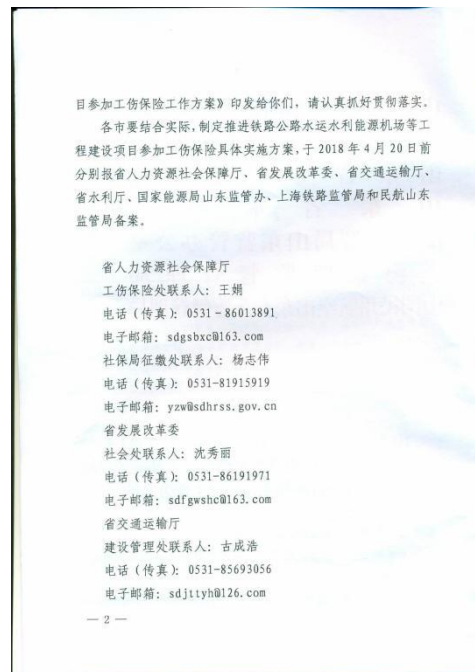 目参加工伤保险工作方案》印发给你们，请认真抓好贯彻落实。
各市要结合实际，制定推进铁路公路水运水利能源机场等工
程建设项目参加工伤保险具体实施方案，于 2018 年 4 月 20 日前
分别报省人力资源社会保障厅、省发展改革委、省交通运输厅、
省水利厅、国家能源局山东监管办、上海铁路监管局和民航山东
监管局备案。
省人力资源社会保障厅
工伤保险处联系人：王娟
电话（传真）：0531－86013891
电子邮箱：sdgsbxc@163.com
社保局征缴处联系人：杨志伟
电话（传真）：0531-81915919
电子邮箱：yzw@sdhrss.gov.cn
省发展改革委
社会处联系人：沈秀丽
电话（传真）：0531-86191971
电子邮箱：sdfgwshc@163.com
省交通运输厅
建设管理处联系人：古成浩
电话（传真）：0531-85693056
电子邮箱：sdjttyh@126.com
— 2 —